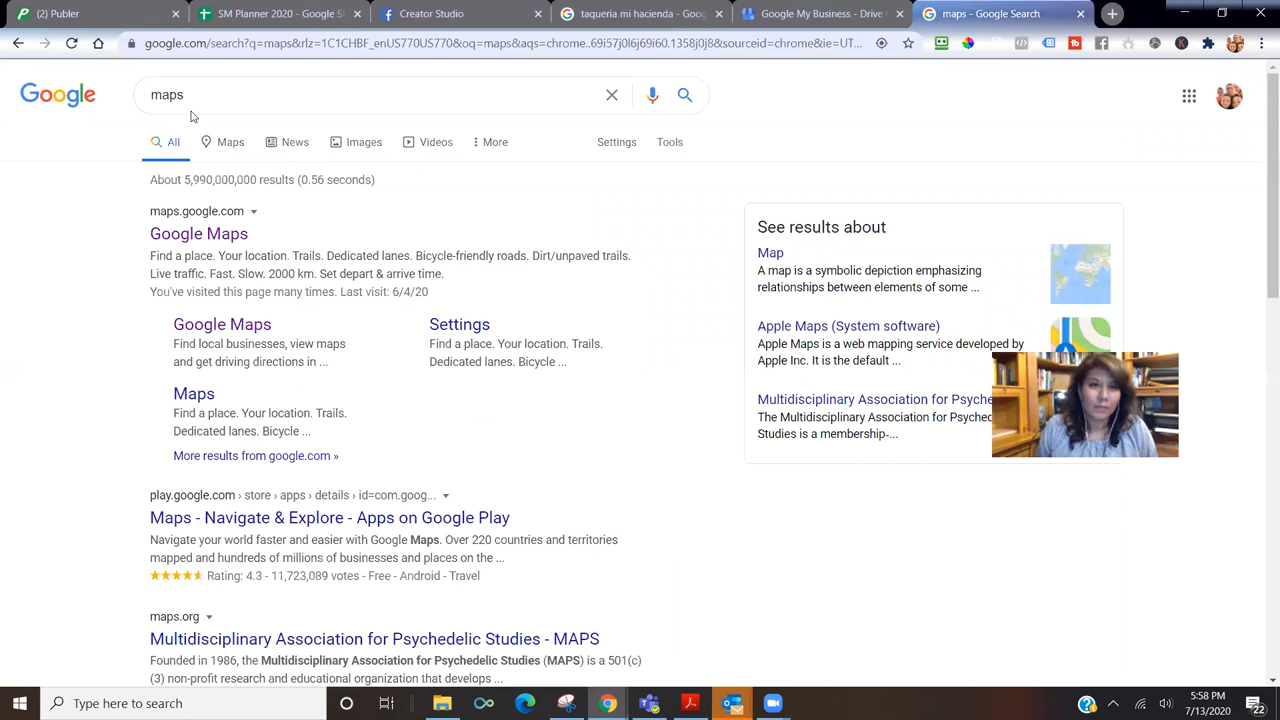 (2) Publer
SM Planner 2020 - Google S
Creator Studio
taqueria mi hacienda - Goog
Google My Business - Drive
maps - Google Search
google.com/search?q=maps&rlz=1C1CHBF_enUS770US770&oq=maps&aqs=chrome..69i57j0l6j69i60.1358j0j8&sourceid=chrome&ie=UT...
Google
maps
All
Maps
News
Images
Videos
More
Settings
Tools
About 5,990,000,000 results (0.56 seconds)
maps.google.com
Google Maps
Find a place. Your location. Trails. Dedicated lanes. Bicycle-friendly roads. Dirt/unpaved trails.
Live traffic. Fast. Slow. 2000 km. Set depart & arrive time.
You've visited this page many times. Last visit: 6/4/20
Google Maps
Find local businesses, view maps
and get driving directions in ...
Settings
Find a place. Your location. Trails.
Dedicated lanes. Bicycle ...
Maps
Find a place. Your location. Trails.
Dedicated lanes. Bicycle ...
More results from google.com »
play.google.com › store › apps › details › id=com.goog...
Maps - Navigate & Explore - Apps on Google Play
Navigate your world faster and easier with Google Maps. Over 220 countries and territories
mapped and hundreds of millions of businesses and places on the ...
Rating: 4.3 - 11,723,089 votes - Free - Android - Travel
maps.org
Multidisciplinary Association for Psychedelic Studies - MAPS
Founded in 1986, the Multidisciplinary Association for Psychedelic Studies (MAPS) is a 501(c)
(3) non-profit research and educational organization that develops ...
See results about
Map
A map is a symbolic depiction emphasizing
relationships between elements of some ...
Apple Maps (System software)
Apple Maps is a web mapping service developed by
Apple Inc. It is the default ...
Multidisciplinary Association for Psyche
The Multidisciplinary Association for Psyched
Studies is a membership-...
Type here to search
5:58 PM
7/13/2020
22